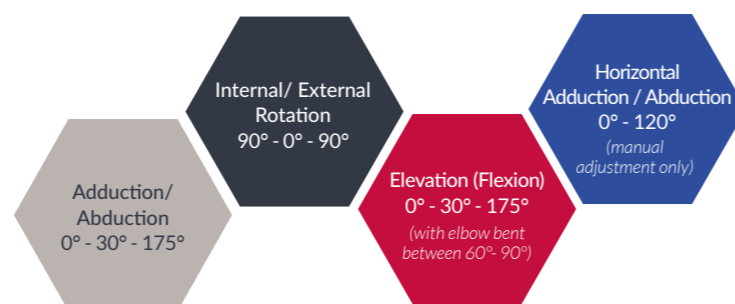 Adduction/
Abduction
0° - 30° - 175°
Internal/ External
Rotation
90° - 0° - 90°
Elevation (Flexion)
0° - 30° - 175°
(with elbow bent
between 60°- 90°)
Horizontal
Adduction / Abduction
0° - 120°
(manual
adjustment only)